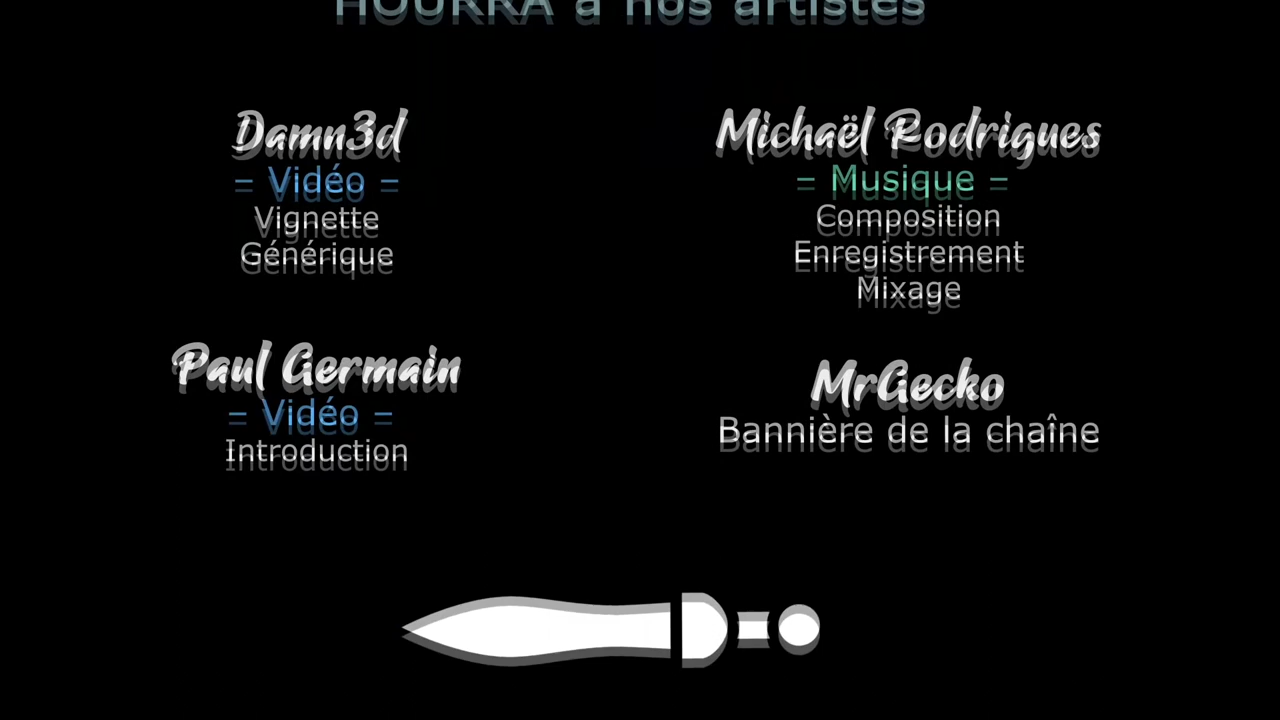 HOURRA à nos artistes
Damn3d
= Vidéo =
Vignette
Générique
Michaël Rodrigues
= Musique =
Composition
Enregistrement
Mixage
Paul Germain
= Vidéo =
Introduction
MrGecko
Bannière de la chaîne